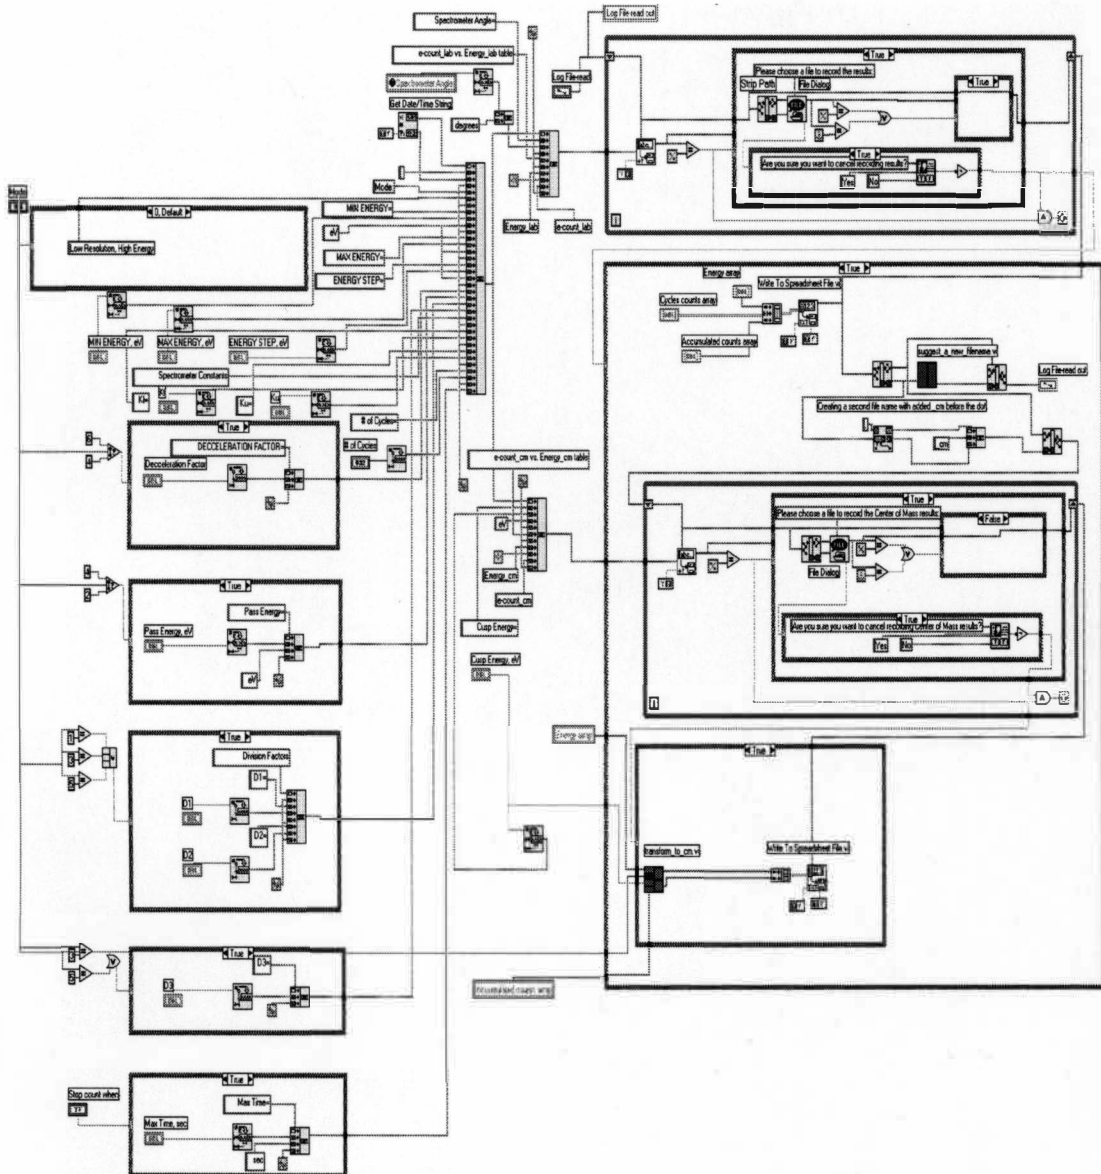 Log File-read out
Spectrometer Angle=
e-count_lab vs. Energy_lab table
Spectrometer Angle
Get Date/Time String
degrees
Log File-read
True
Please choose a file to record the results:
Strip Path
File Dialog
True
True
Are you sure you want to cancel recording results?
Yes
No
Energy_lab
e-count_lab
Mode
0, Default
Low Resolution, High Energy
Mode:
MIN ENERGY=
eV
MAX ENERGY=
ENERGY STEP=
MIN ENERGY, eV
MAX ENERGY, eV
ENERGY STEP, eV
Spectrometer Constants
# of Cycles=
# of Cycles
True
Energy array
Write To Spreadsheet File.vi
Cycles counts array
Accumulated counts array
suggest_a_new_filename.vi
Log File-read out
Creating a second file name with added _cm before the dot
_cm
True
DECCELERATION FACTOR=
Decceleration Factor
e-count_cm vs. Energy_cm table
eV
Energy_cm
e-count_cm
Cusp Energy=
Cusp Energy, eV
True
Please choose a file to record the Center of Mass results:
False
File Dialog
True
Are you sure you want to cancel recording Center of Mass results?
Yes
No
True
Pass Energy=
Pass Energy, eV
eV
True
Division Factors
D1=
D1
D2=
D2
Energy array
True
transform_to_cm.vi
Write To Spreadsheet File.vi
True
D3=
D3
Accumulated counts array
True
Stop count when
Max Time=
Max Time, sec
sec